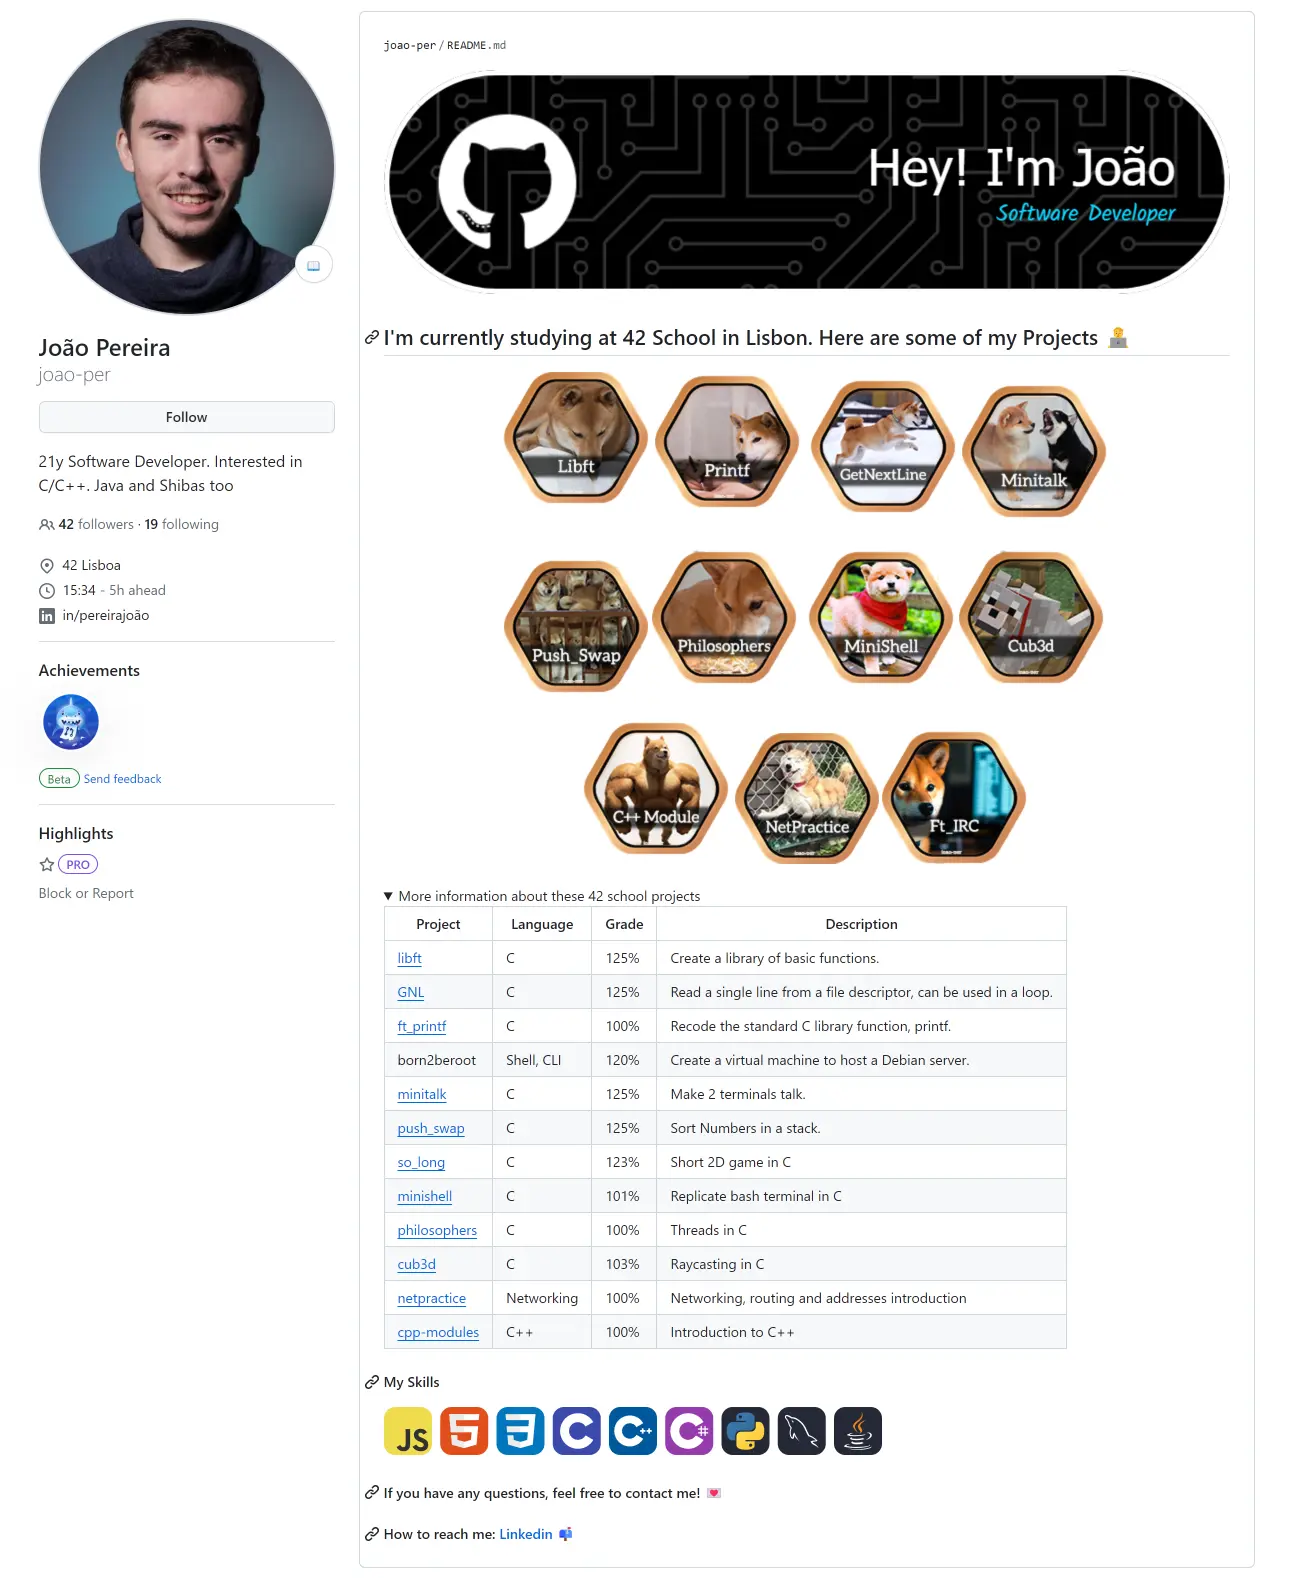 João Pereira
joao-per
Follow
21y Software Developer. Interested in
C/C++. Java and Shibas too
42 followers · 19 following
42 Lisboa
15:34 - 5h ahead
in/pereirajoão
Achievements
Beta Send feedback
Highlights
PRO
Block or Report
joao-per / README.md
Hey! I'm João
Software Developer
I'm currently studying at 42 School in Lisbon. Here are some of my Projects
Libft Printf GetNextLine Minitalk
Push_Swap Philosophers MiniShell Cub3d
C++ Module NetPractice Ft_IRC
More information about these 42 school projects
Project Language Grade Description
libft C 125% Create a library of basic functions.
GNL C 125% Read a single line from a file descriptor, can be used in a loop.
ft_printf C 100% Recode the standard C library function, printf.
born2beroot Shell, CLI 120% Create a virtual machine to host a Debian server.
minitalk C 125% Make 2 terminals talk.
push_swap C 125% Sort Numbers in a stack.
so_long C 123% Short 2D game in C
minishell C 101% Replicate bash terminal in C
philosophers C 100% Threads in C
cub3d C 103% Raycasting in C
netpractice Networking 100% Networking, routing and addresses introduction
cpp-modules C++ 100% Introduction to C++
My Skills
JS 5 3 C C++ C# 
If you have any questions, feel free to contact me!
How to reach me: Linkedin